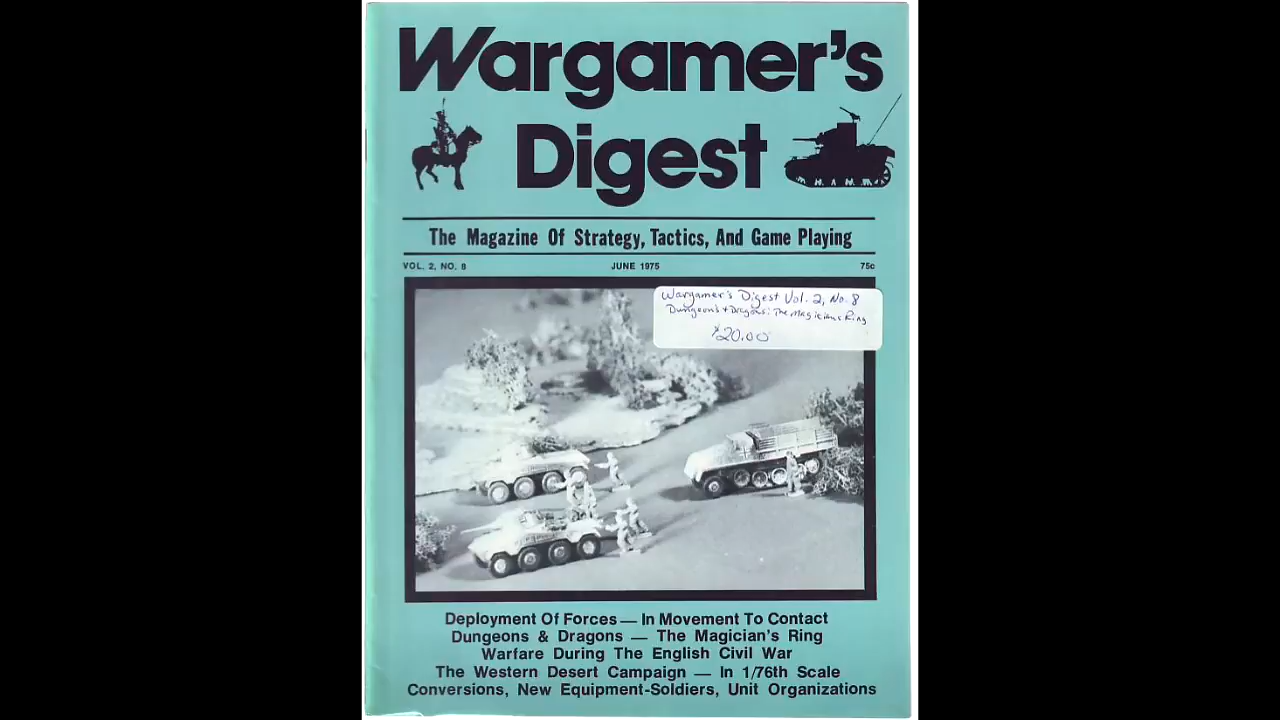 Wargamer's
Digest
The Magazine Of Strategy, Tactics, And Game Playing
VOL. 2, NO. 8 JUNE 1975 75c
Wargamer's Digest Vol. 2, No. 8
Dungeons + Dragons: The Magicians Ring
$20.00
Deployment Of Forces — In Movement To Contact
Dungeons & Dragons — The Magician's Ring
Warfare During The English Civil War
The Western Desert Campaign — In 1/76th Scale
Conversions, New Equipment-Soldiers, Unit Organizations